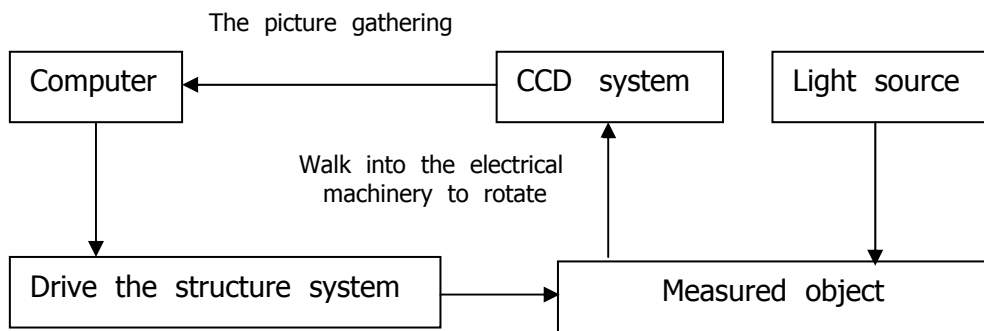 The picture gathering
Computer
CCD system
Light source
Walk into the electrical
machinery to rotate
Drive the structure system
Measured object